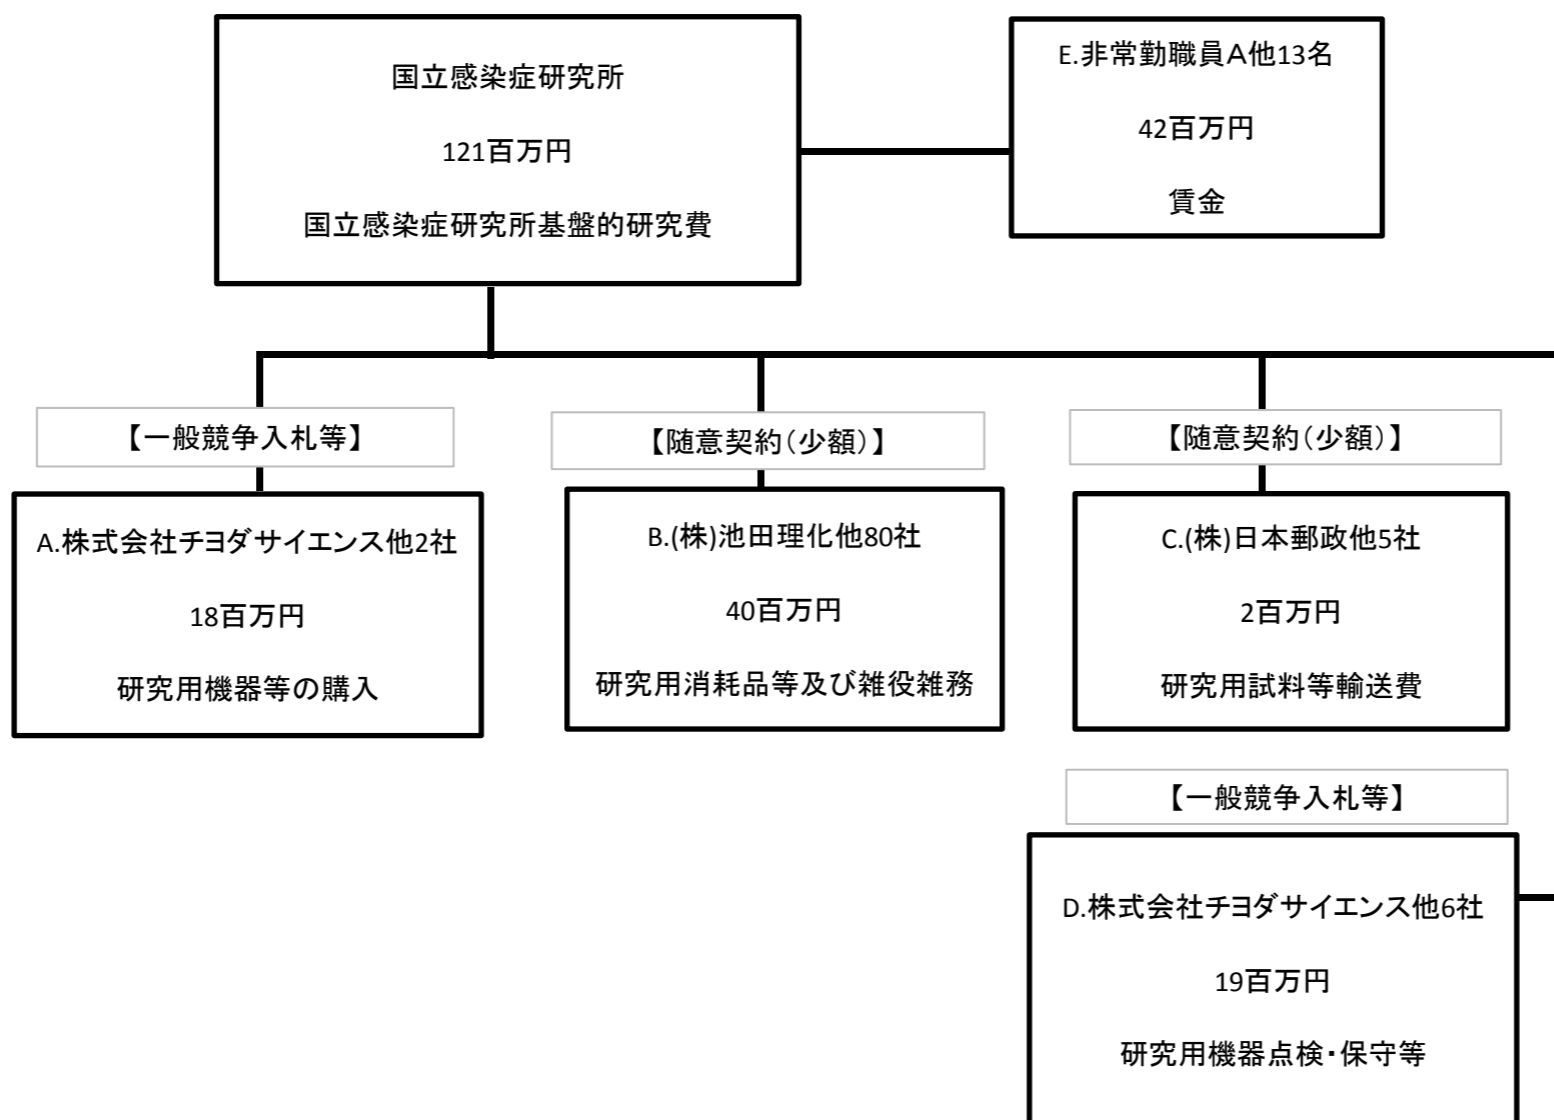 国立感染症研究所
121百万円
国立感染症研究所基盤的研究費
E.非常勤職員A他13名
42百万円
賃金
【一般競争入札等】
A.株式会社チヨダサイエンス他2社
18百万円
研究用機器等の購入
【随意契約(少額)】
B.(株)池田理化他80社
40百万円
研究用消耗品等及び雑役雑務
【随意契約(少額)】
C.(株)日本郵政他5社
2百万円
研究用試料等輸送費
【一般競争入札等】
D.株式会社チヨダサイエンス他6社
19百万円
研究用機器点検・保守等